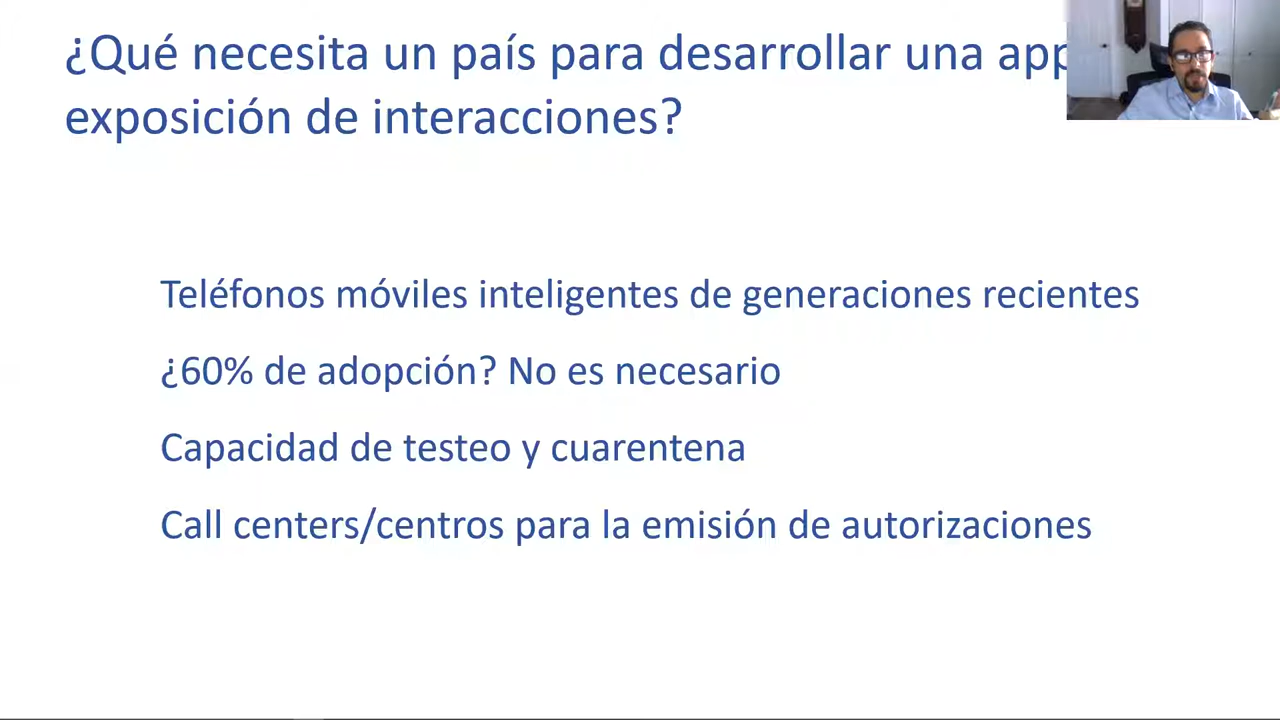 ¿Qué necesita un país para desarrollar una app
exposición de interacciones?
Teléfonos móviles inteligentes de generaciones recientes
¿60% de adopción? No es necesario
Capacidad de testeo y cuarentena
Call centers/centros para la emisión de autorizaciones